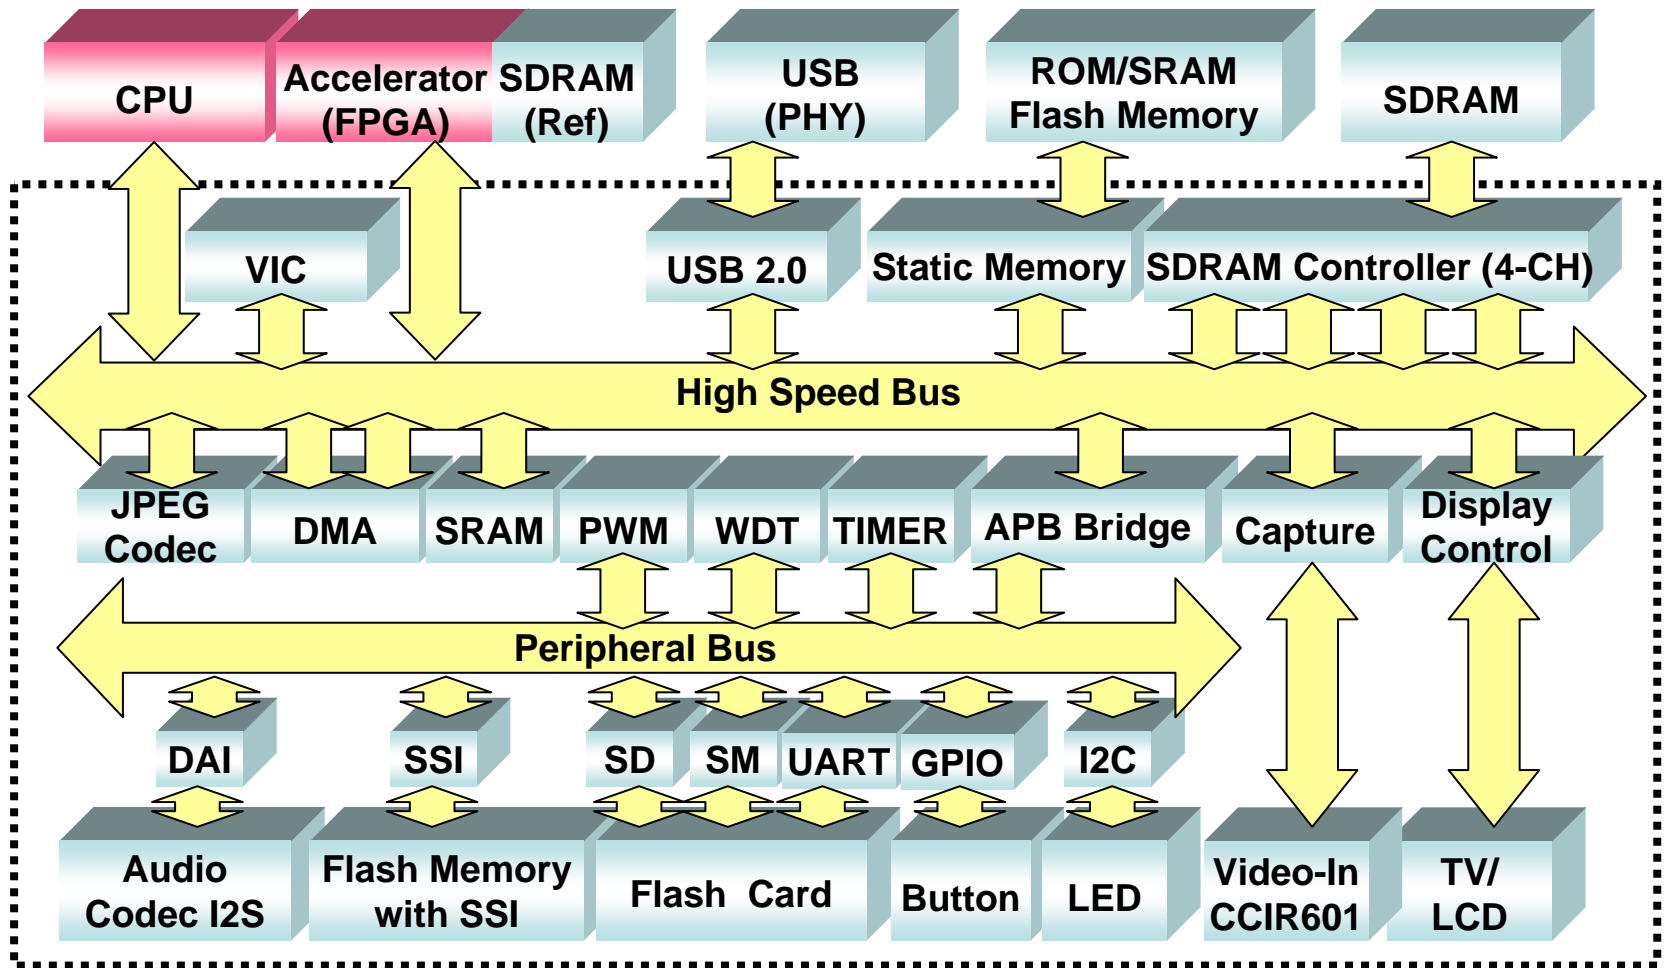 CPU
Accelerator
(FPGA)
SDRAM
(Ref)
USB
(PHY)
ROM/SRAM
Flash Memory
SDRAM
VIC
USB 2.0
Static Memory
SDRAM Controller (4-CH)
High Speed Bus
JPEG
Codec
DMA
SRAM
PWM
WDT
TIMER
APB Bridge
Capture
Display
Control
Peripheral Bus
DAI
SSI
SD
SM
UART
GPIO
I2C
Audio
Codec I2S
Flash Memory
with SSI
Flash Card
Button
LED
Video-In
CCIR601
TV/
LCD